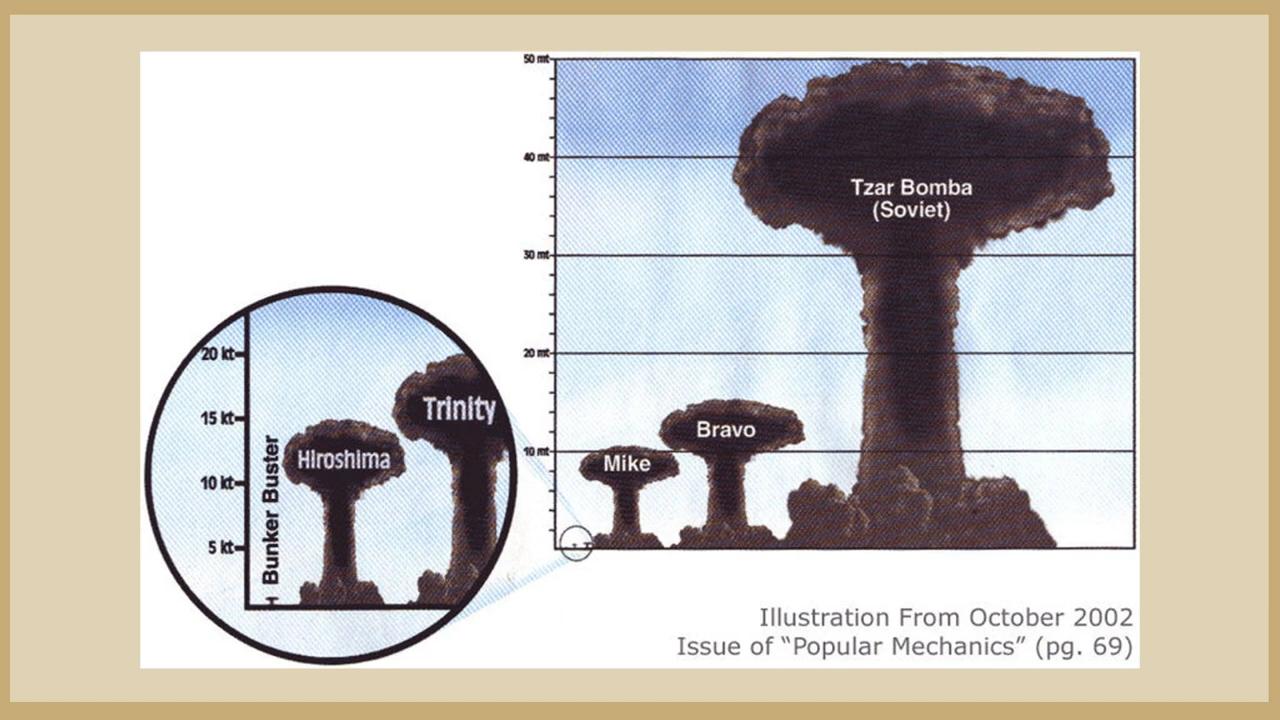 50 mt
40 mt
30 mt
20 mt
10 mt
Tzar Bomba
(Soviet)
Bravo
Mike
20 kt
15 kt
10 kt
5 kt
Bunker Buster
Hiroshima
Trinity
Illustration From October 2002
Issue of “Popular Mechanics” (pg. 69)